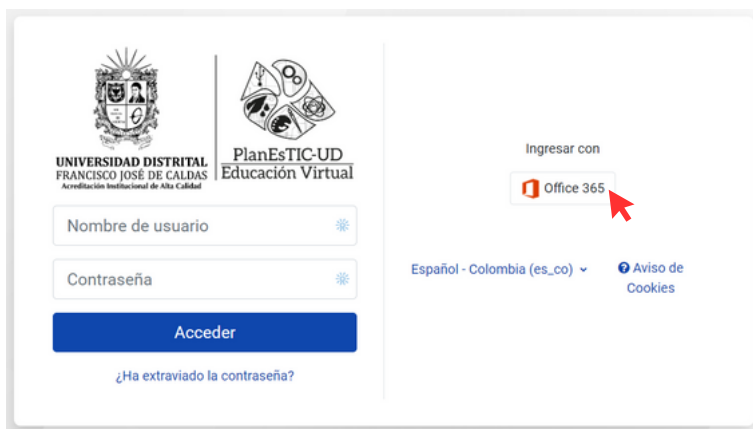 UNIVERSIDAD DISTRITAL
FRANCISCO JOSÉ DE CALDAS
Acreditación Institucional de Alta Calidad
PlanEsTIC-UD
Educación Virtual
Nombre de usuario
Contraseña
Acceder
¿Ha extraviado la contraseña?
Ingresar con
Office 365
Español - Colombia (es_co)
Aviso de
Cookies